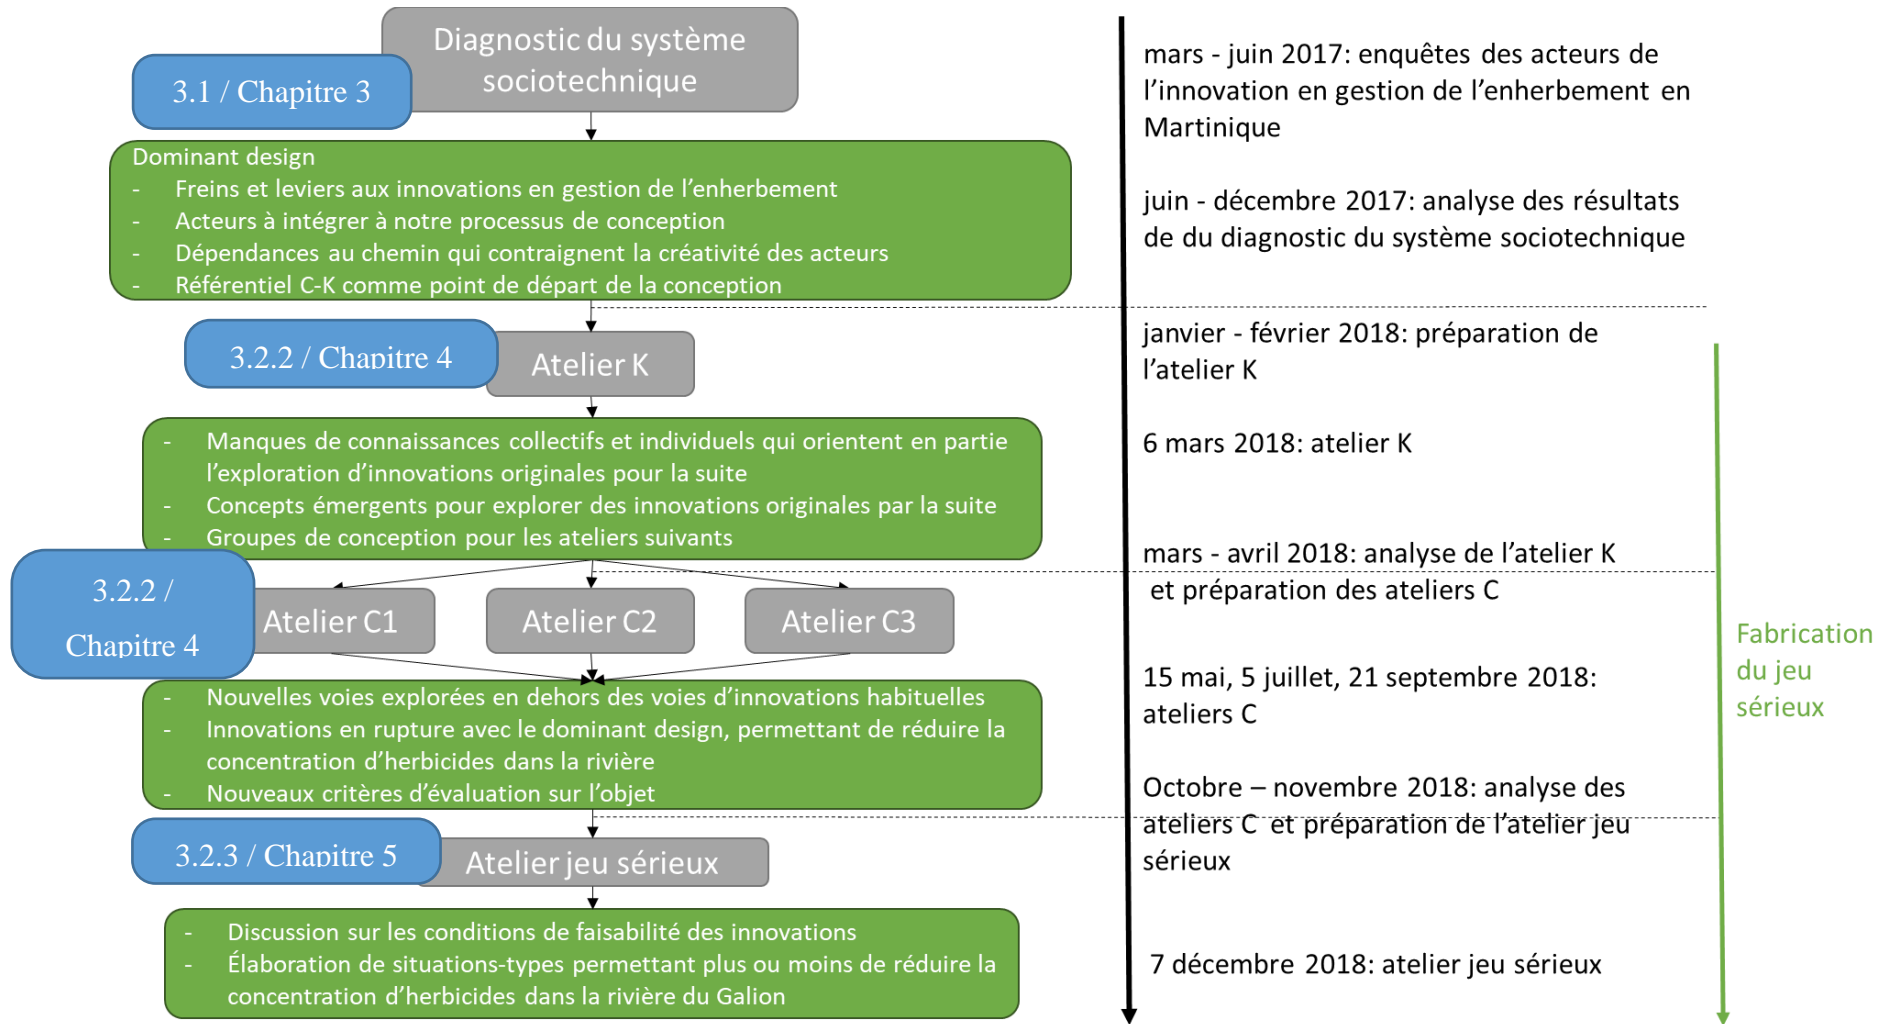 Diagnostic du système
sociotechnique
3.1 / Chapitre 3
Dominant design
- Freins et leviers aux innovations en gestion de l’enherbement
- Acteurs à intégrer à notre processus de conception
- Dépendances au chemin qui contraignent la créativité des acteurs
- Référentiel C-K comme point de départ de la conception
3.2.2 / Chapitre 4
Atelier K
- Manques de connaissances collectifs et individuels qui orientent en partie
l’exploration d’innovations originales pour la suite
- Concepts émergents pour explorer des innovations originales par la suite
- Groupes de conception pour les ateliers suivants
3.2.2 /
Chapitre 4
Atelier C1
Atelier C2
Atelier C3
- Nouvelles voies explorées en dehors des voies d’innovations habituelles
- Innovations en rupture avec le dominant design, permettant de réduire la
concentration d’herbicides dans la rivière
- Nouveaux critères d’évaluation sur l’objet
3.2.3 / Chapitre 5
Atelier jeu sérieux
- Discussion sur les conditions de faisabilité des innovations
- Élaboration de situations-types permettant plus ou moins de réduire la
concentration d’herbicides dans la rivière du Galion
mars - juin 2017: enquêtes des acteurs de
l’innovation en gestion de l’enherbement en
Martinique
juin - décembre 2017: analyse des résultats
de du diagnostic du système sociotechnique
janvier - février 2018: préparation de
l’atelier K
6 mars 2018: atelier K
mars - avril 2018: analyse de l’atelier K
et préparation des ateliers C
15 mai, 5 juillet, 21 septembre 2018:
ateliers C
Octobre – novembre 2018: analyse des
ateliers C et préparation de l’atelier jeu
sérieux
7 décembre 2018: atelier jeu sérieux
Fabrication
du jeu
sérieux